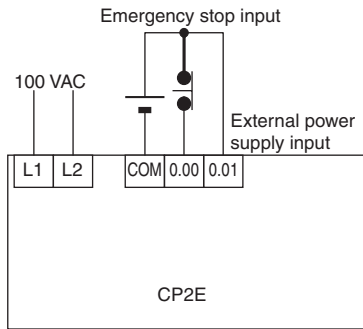 Emergency stop input
100 VAC
External power
supply input
L1 L2 COM 0.00 0.01
CP2E